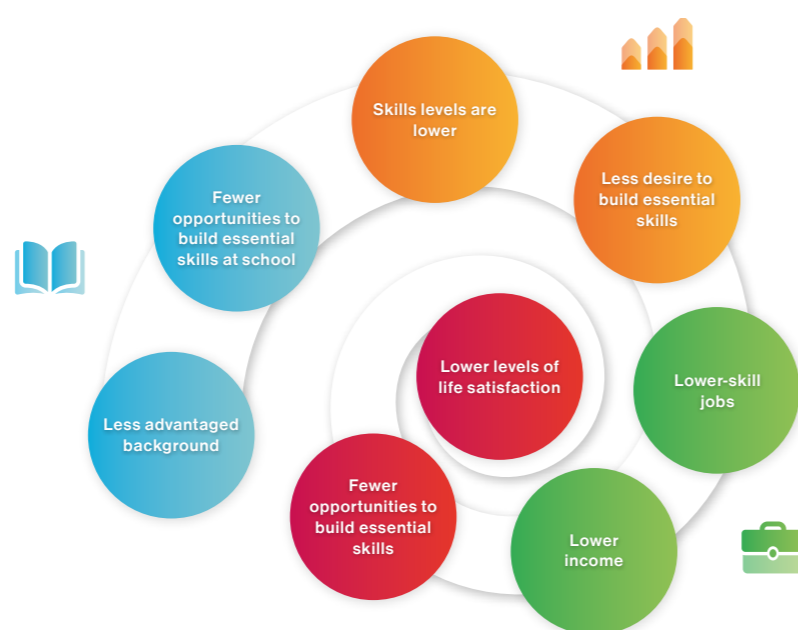 Skills levels are
lower
Less desire to
build essential
skills
Fewer
opportunities to
build essential
skills at school
Lower levels of
life satisfaction
Lower-skill
jobs
Less advantaged
background
Fewer
opportunities to
build essential
skills
Lower
income